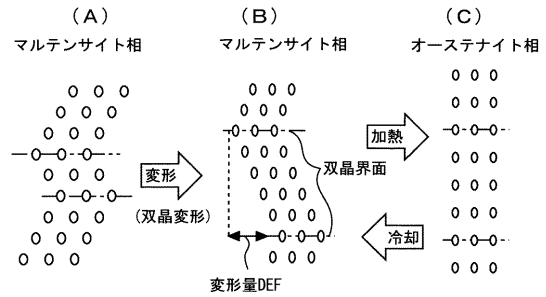 (A)
マルテンサイト相
(B)
マルテンサイト相
(C)
オーステナイト相
変形
(双晶変形)
加熱
双晶界面
冷却
変形量DEF